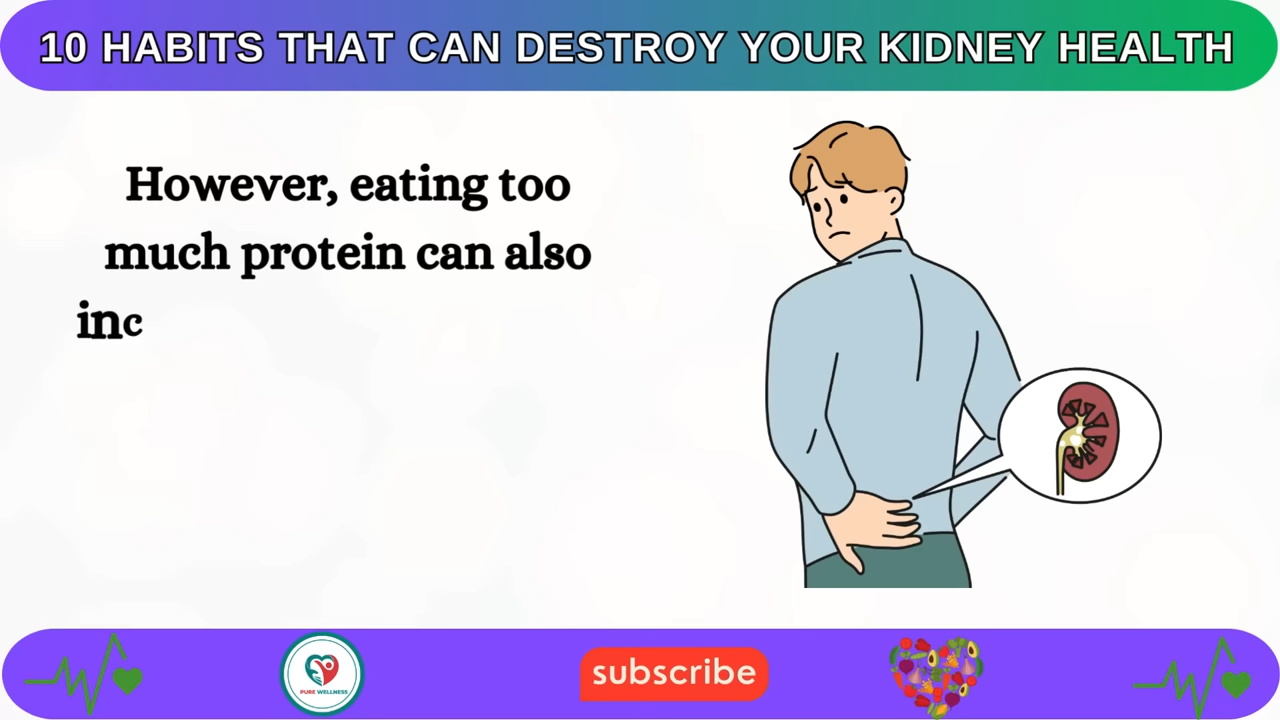 10 HABITS THAT CAN DESTROY YOUR KIDNEY HEALTH
However, eating too
much protein can also
inc
PURE WELLNESS
subscribe